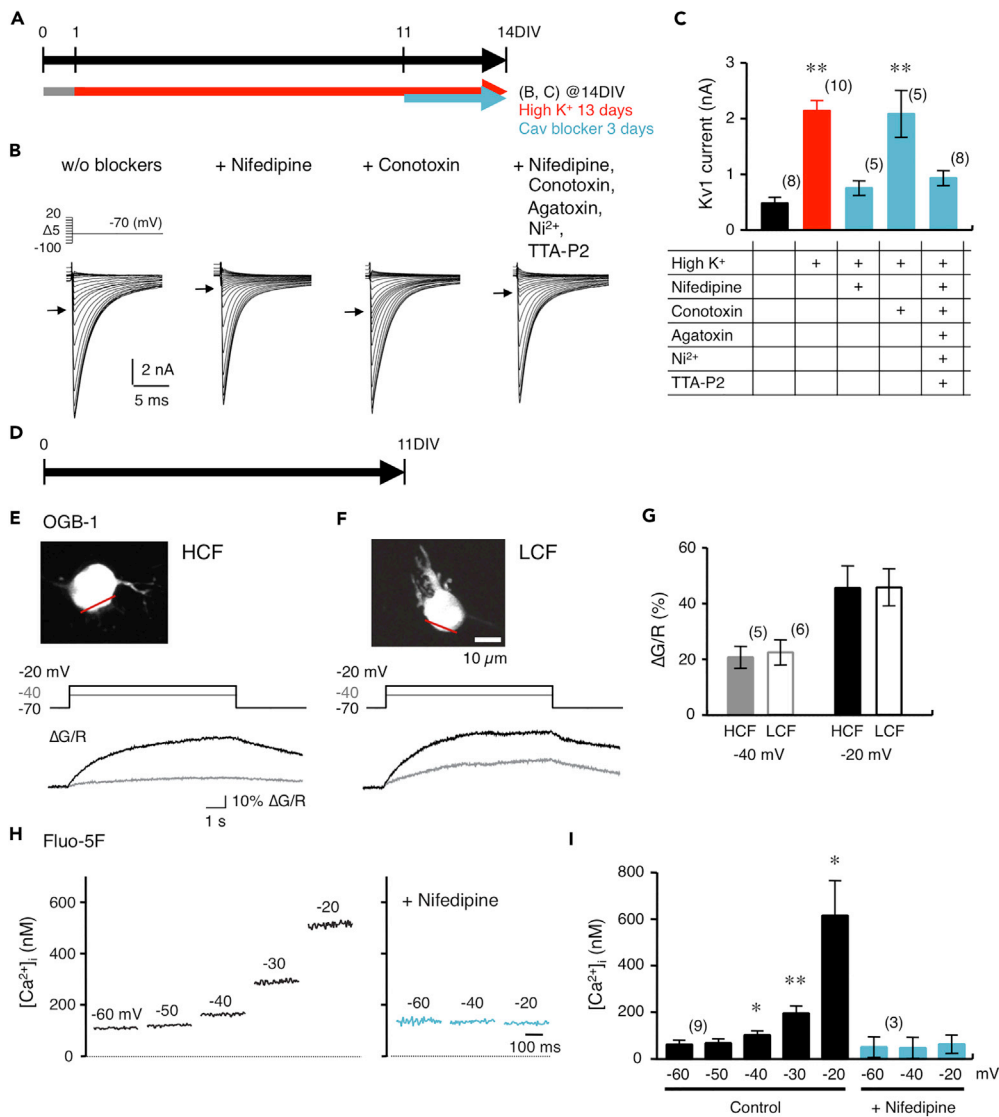 A
0
1
11
14DIV
(B, C) @14DIV
High K⁺ 13 days
Cav blocker 3 days
B
w/o blockers
+ Nifedipine
+ Conotoxin
+ Nifedipine,
Conotoxin,
Agatoxin,
Ni²⁺,
TTA-P2
20
Δ5
-100
-70 (mV)
2 nA
5 ms
C
Kv1 current (nA)
3
2
1
0
(8)
**
(10)
(5)
**
(5)
(8)
High K⁺ + + + +
Nifedipine + +
Conotoxin + +
Agatoxin +
Ni²⁺ +
TTA-P2 +
D
0
11DIV
E
OGB-1
HCF
-20 mV
-40
-70
ΔG/R
10% ΔG/R
1 s
F
LCF
10 µm
-20 mV
-40
-70
G
ΔG/R (%)
60
40
20
0
(5)
(6)
HCF LCF HCF LCF
-40 mV -20 mV
H
Fluo-5F
[Ca²⁺]ᵢ (nM)
600
400
200
0
-60 mV
-50
-40
-30
-20
+ Nifedipine
-60
-40
-20
100 ms
I
[Ca²⁺]ᵢ (nM)
800
600
400
200
0
(9)
*
**
*
(3)
-60 -50 -40 -30 -20 -60 -40 -20 mV
Control + Nifedipine